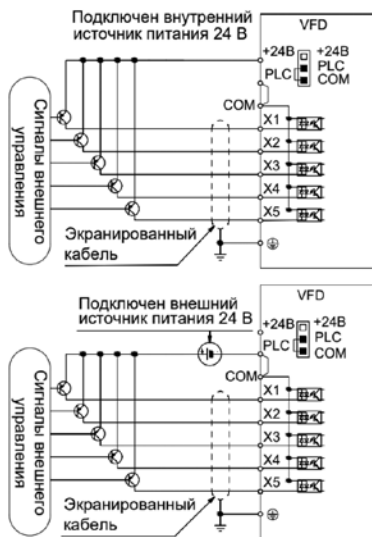 Подключен внутренний
источник питания 24 В
VFD
+24В
+24В
PLC
PLC
COM
COM
X1
X2
X3
X4
X5
Сигналы внешнего
управления
Экранированный
кабель
Подключен внешний
источник питания 24 В
VFD
+24В
+24В
PLC
PLC
COM
COM
X1
X2
X3
X4
X5
Сигналы внешнего
управления
Экранированный
кабель